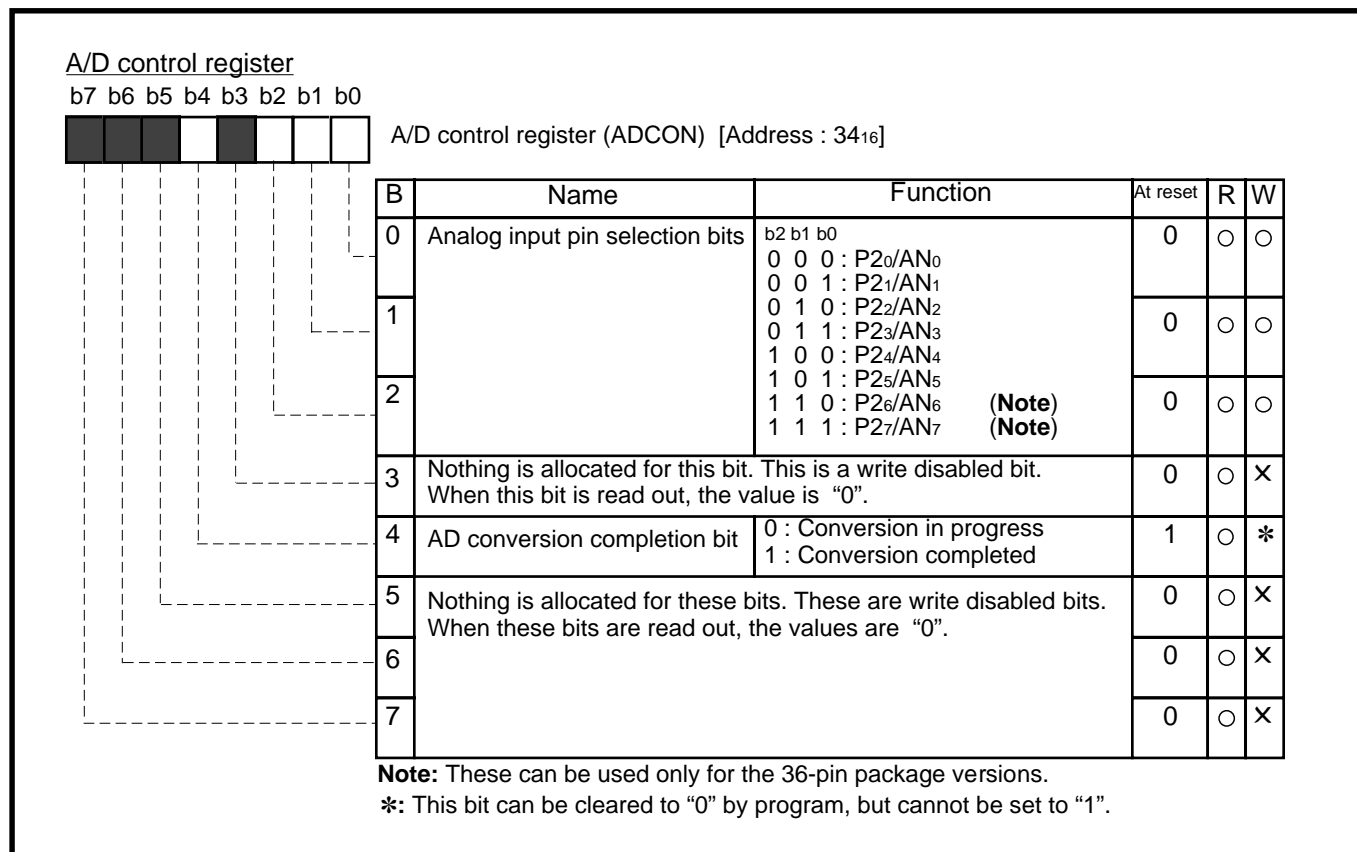 A/D control register
b7 b6 b5 b4 b3 b2 b1 b0
A/D control register (ADCON) [Address : 34₁₆]
B Name Function At reset R W
0 Analog input pin selection bits b2 b1 b0 0 ○ ○
0 0 0 : P2₀/AN₀
0 0 1 : P2₁/AN₁
0 1 0 : P2₂/AN₂
1 0 ○ ○
0 1 1 : P2₃/AN₃
1 0 0 : P2₄/AN₄
1 0 1 : P2₅/AN₅
2 0 ○ ○
1 1 0 : P2₆/AN₆ (Note)
1 1 1 : P2₇/AN₇ (Note)
3 Nothing is allocated for this bit. This is a write disabled bit. 0 ○ ×
When this bit is read out, the value is “0”.
4 AD conversion completion bit 0 : Conversion in progress 1 ○ ✻
1 : Conversion completed
5 Nothing is allocated for these bits. These are write disabled bits. 0 ○ ×
When these bits are read out, the values are “0”.
6 0 ○ ×
7 0 ○ ×
Note: These can be used only for the 36-pin package versions.
✻: This bit can be cleared to “0” by program, but cannot be set to “1”.